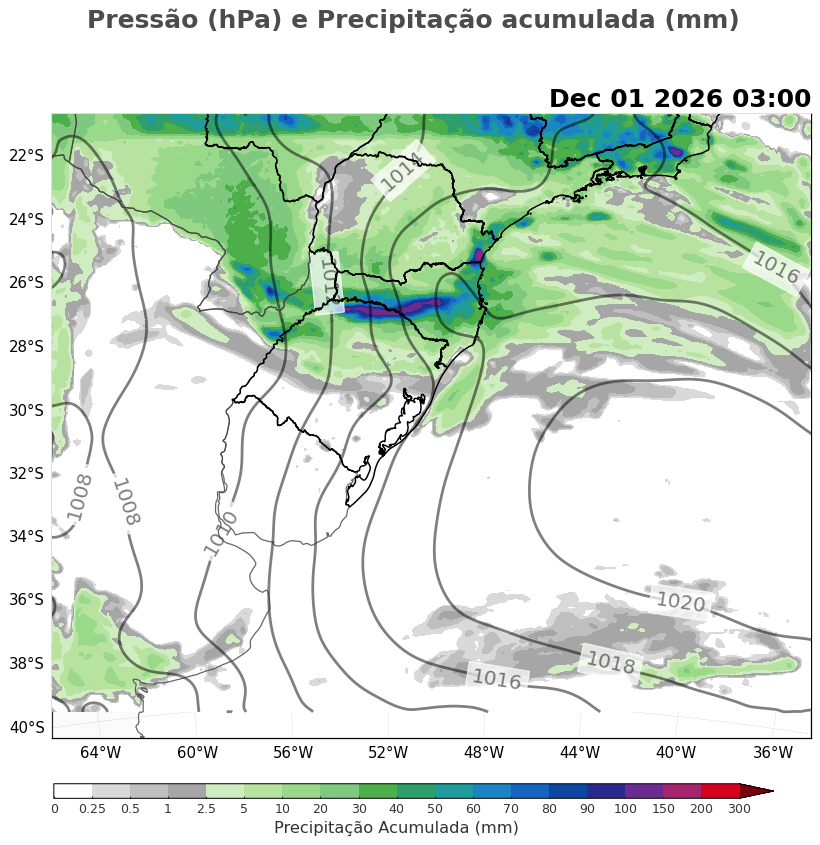 Pressão (hPa) e Precipitação acumulada (mm)
Dec 01 2026 03:00
22°S
24°S
26°S
28°S
30°S
32°S
34°S
36°S
38°S
40°S
1016
1008
1008
1010
1020
1018
1016
64°W 60°W 56°W 52°W 48°W 44°W 40°W 36°W
0 0.25 0.5 1 2.5 5 10 20 30 40 50 60 70 80 90 100 150 200 300
Precipitação Acumulada (mm)